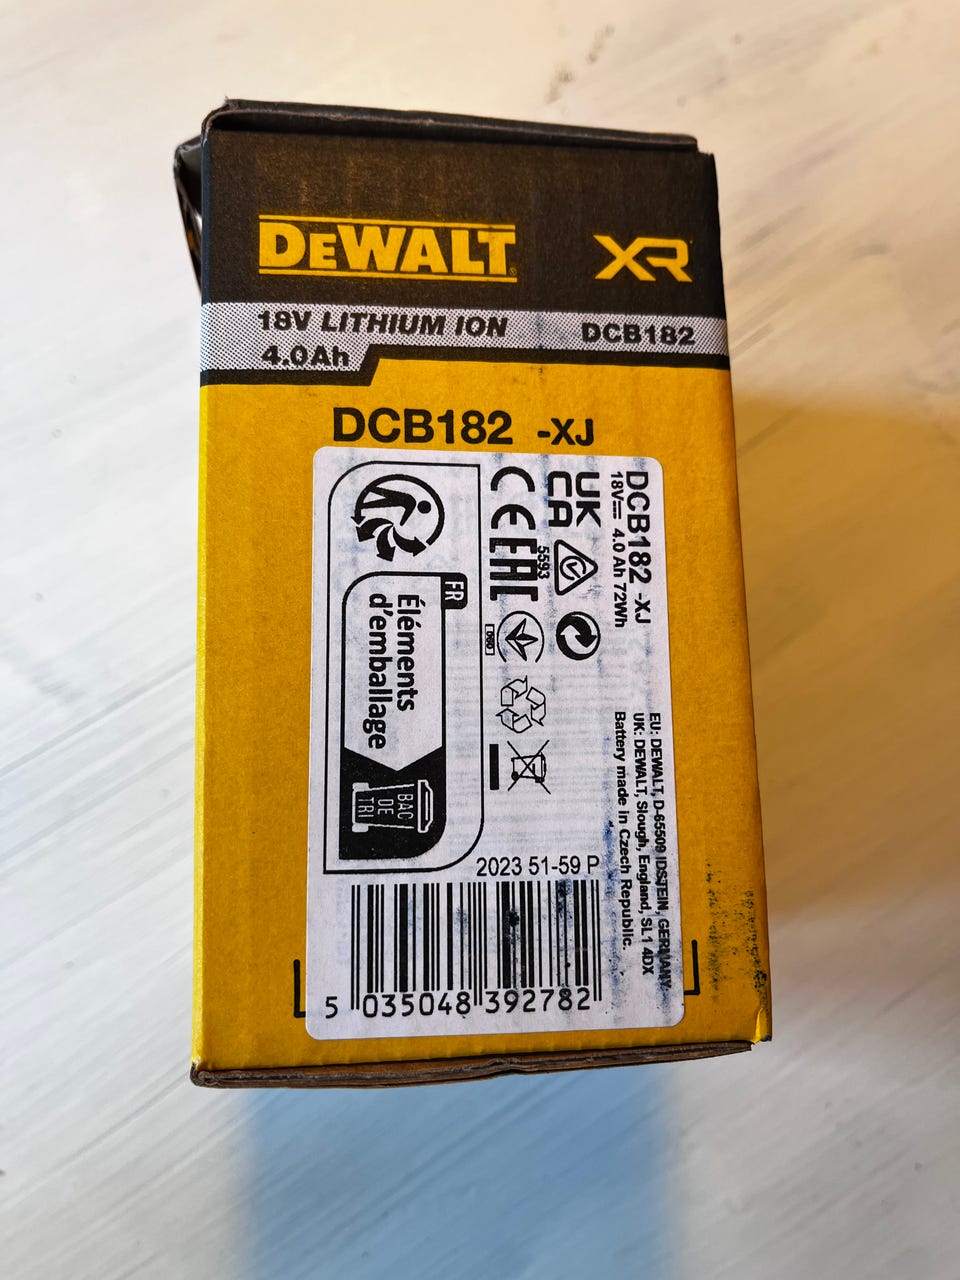 DEWALT
XR
18V LITHIUM ION
DCB182
4.0Ah
DCB182 -XJ
DCB182 -XJ
18V 4.0 Ah 72Wh
UK
CA
CE
EAC
5593
FR
Éléments
d'emballage
BAC
DE
TRI
EU: DEWALT, D-65509 IDSTEIN, GERMANY
UK: DEWALT, Slough, England, SL1 4DX
Battery made in Czech Republic.
2023 51-59 P
5 035048 392782